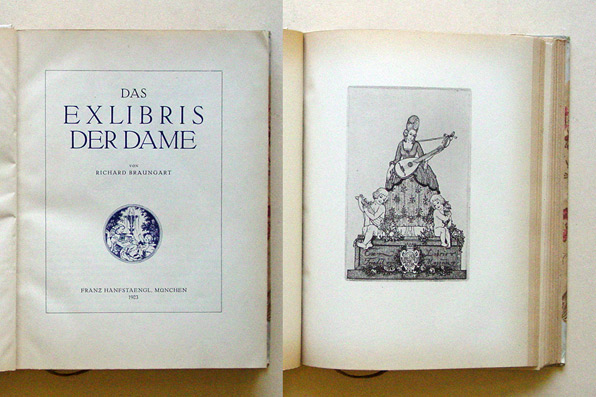 DAS
EXLIBRIS
DER DAME
VON
RICHARD BRAUNGART
FRANZ HANFSTAENGL, MÜNCHEN
1923